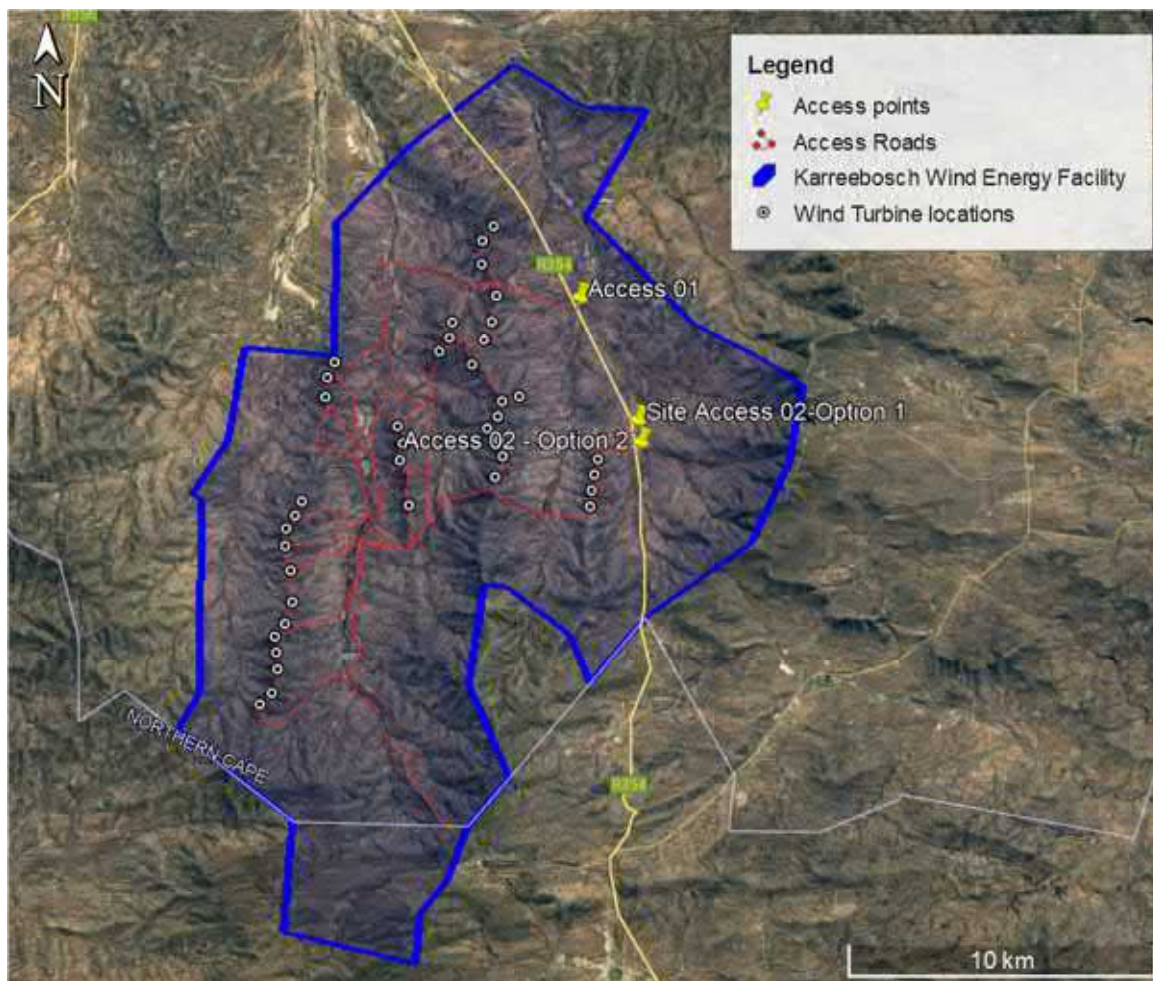 R356
N
Legend
Access points
Access Roads
Karreebosch Wind Energy Facility
Wind Turbine locations
R354
Access 01
Site Access 02-Option 1
Access 02 - Option 2
NORTHERN CAPE
R354
10 km